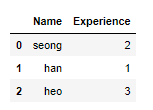 Name Experience
0 seong 2
1 han 1
2 heo 3